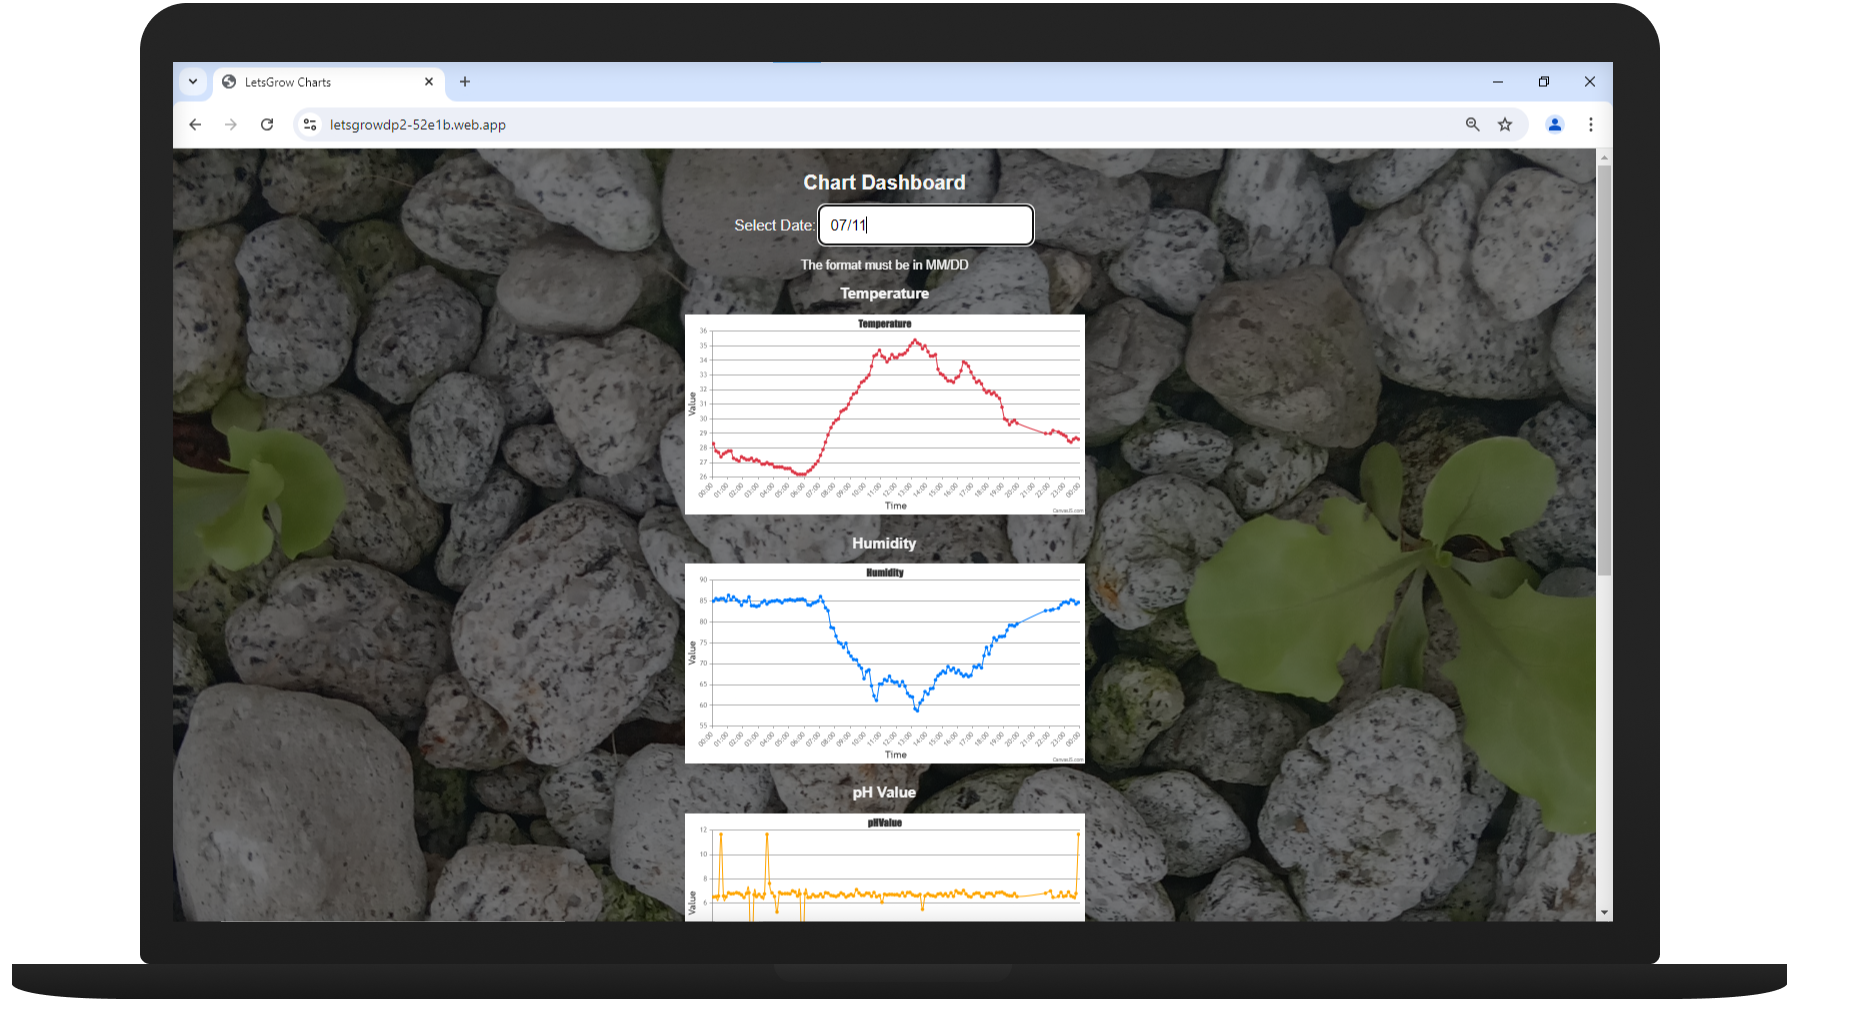 LetsGrow Charts
letsgrowdp2-52e1b.web.app
Chart Dashboard
Select Date: 07/11
The format must be in MM/DD
Temperature
Temperature
36
35
34
33
32
31
30
29
28
27
26
Value
00:00 01:00 02:00 03:00 04:00 05:00 06:00 07:00 08:00 09:00 10:00 11:00 12:00 13:00 14:00 15:00 16:00 17:00 18:00 19:00 20:00 21:00 22:00 23:00 00:00
Time
CanvasJS.com
Humidity
Humidity
90
85
80
75
70
65
60
55
Value
00:00 01:00 02:00 03:00 04:00 05:00 06:00 07:00 08:00 09:00 10:00 11:00 12:00 13:00 14:00 15:00 16:00 17:00 18:00 19:00 20:00 21:00 22:00 23:00 00:00
Time
CanvasJS.com
pH Value
pHValue
12
10
8
6
Value